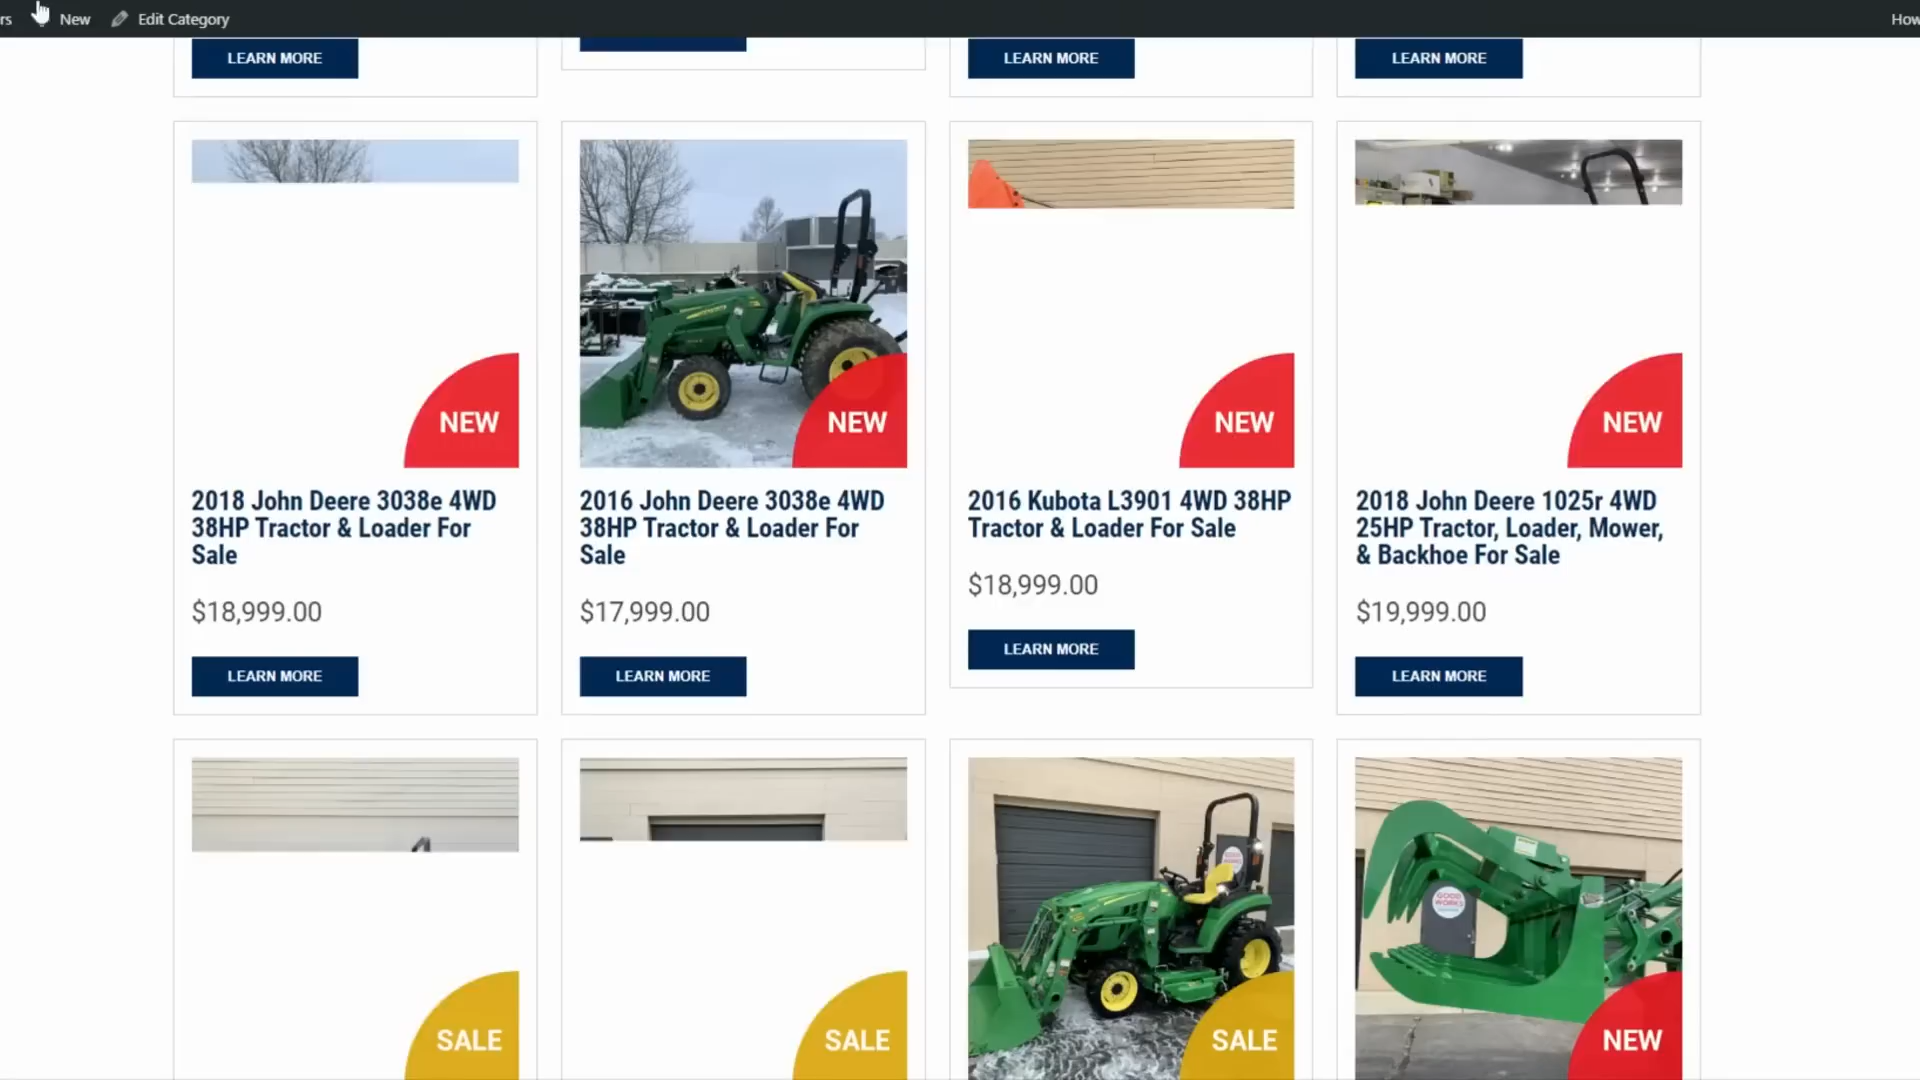 rs New Edit Category How
LEARN MORE
LEARN MORE
LEARN MORE
NEW
NEW
NEW
NEW
2018 John Deere 3038e 4WD
38HP Tractor & Loader For
Sale
$18,999.00
LEARN MORE
2016 John Deere 3038e 4WD
38HP Tractor & Loader For
Sale
$17,999.00
LEARN MORE
2016 Kubota L3901 4WD 38HP
Tractor & Loader For Sale
$18,999.00
LEARN MORE
2018 John Deere 1025r 4WD
25HP Tractor, Loader, Mower,
& Backhoe For Sale
$19,999.00
LEARN MORE
SALE
SALE
SALE
GOOD
WORKS
NEW